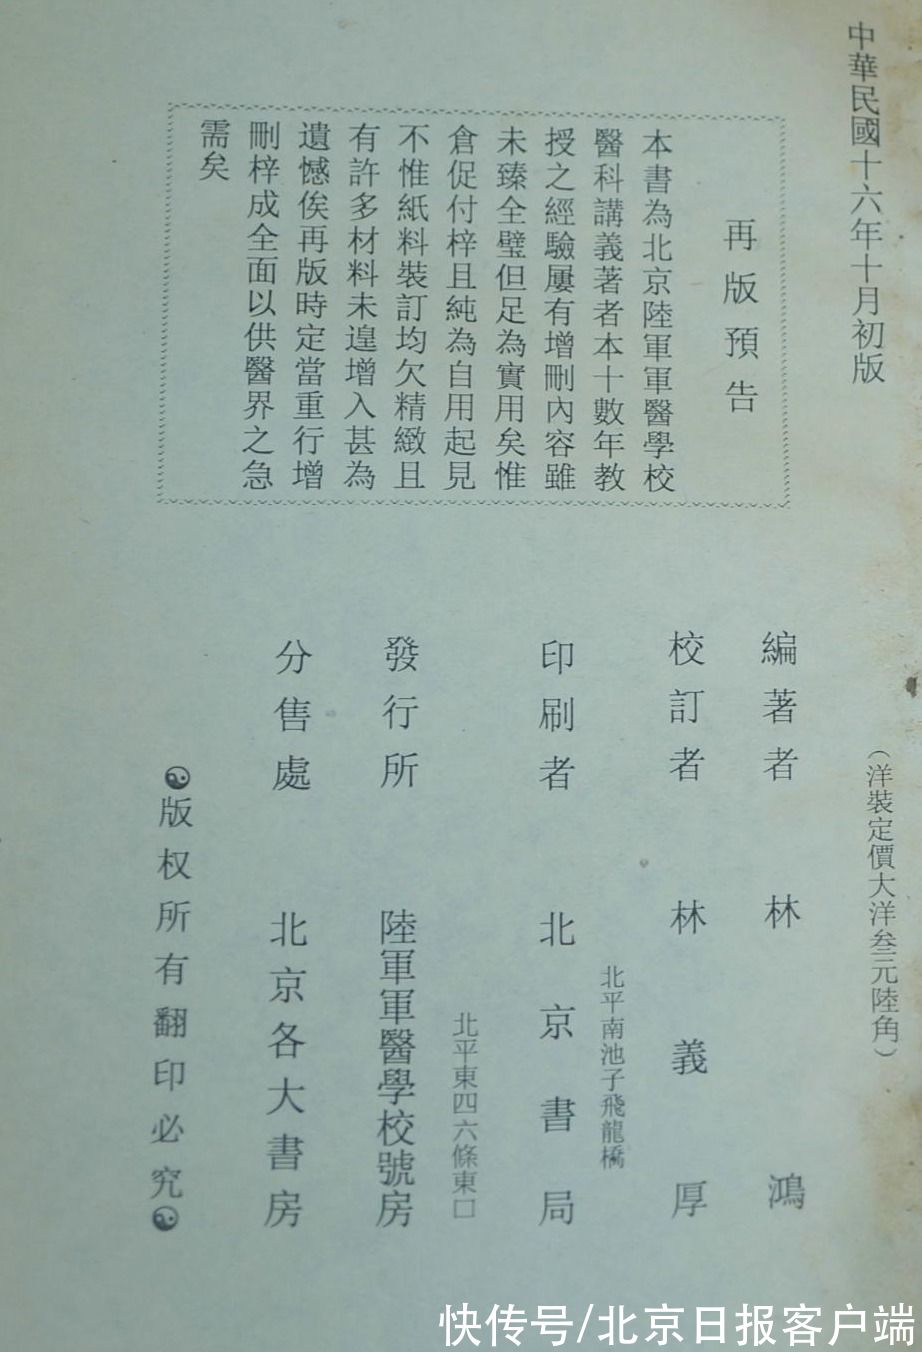 中華民國十六年十月初版
(洋裝定價大洋叁元陸角)
再版預告
本書為北京陸軍軍醫學校
醫科講義著者本十數年教
授之經驗屢有增刪內容雖
未臻全璧但足為實用矣惟
倉促付梓且純為自用起見
不惟紙料裝訂均欠精緻且
有許多材料未遑增入甚為
遺憾俟再版時定當重行增
刪梓成全面以供醫界之急
需矣
編著者 林鴻
校訂者 林義厚
北平南池子飛龍橋
印刷者 北京書局
北平東四六條東口
發行所 陸軍軍醫學校號房
分售處 北京各大書房
☯版权所有翻印必究☯
快传号/北京日报客户端